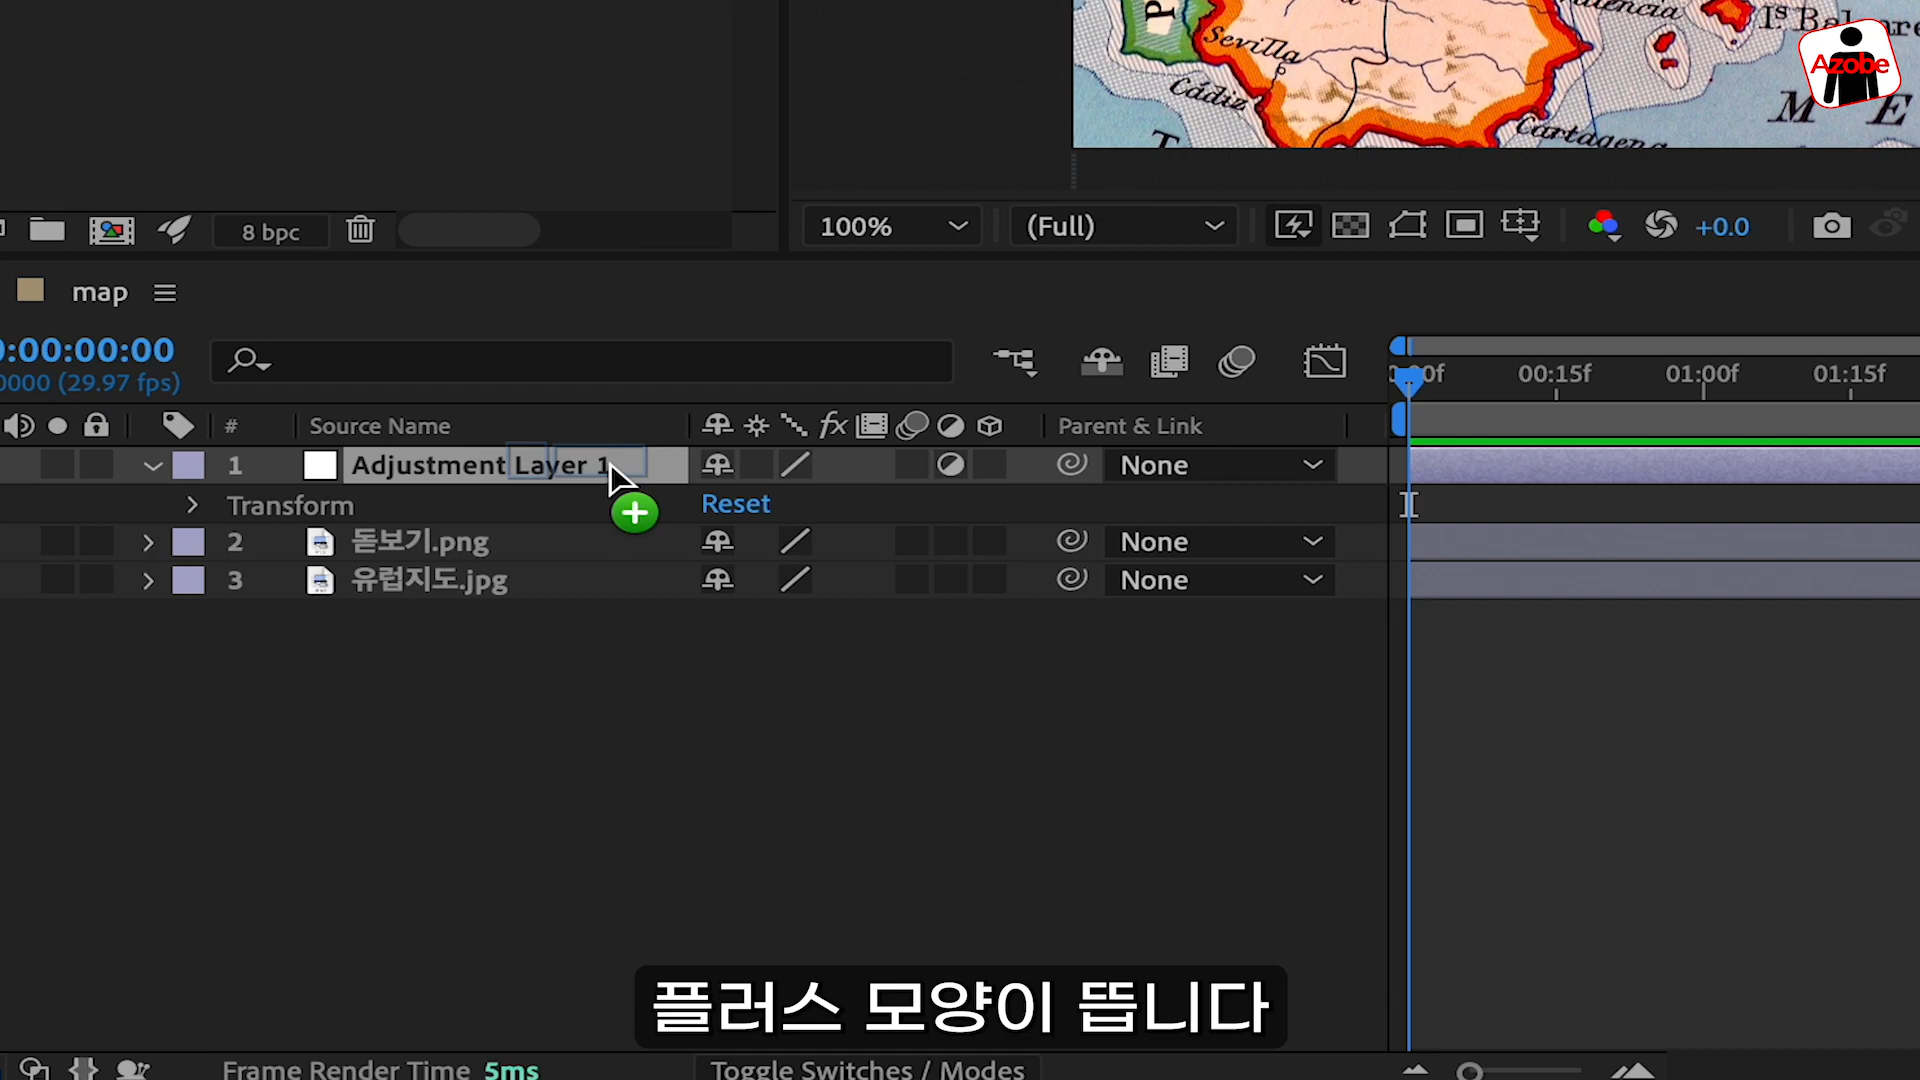 Sevilla
Cádiz
Cartagena
M E
Azobe
8 bpc
100%
(Full)
+0.0
map
:00:00:00
0000 (29.97 fps)
00:15f
01:00f
01:15f
#
Source Name
fx
Parent & Link
1
Adjustment Layer 1
None
Transform
Reset
2
돋보기.png
None
3
유럽지도.jpg
None
플러스 모양이 뜹니다
Frame Render Time 5ms
Toggle Switches / Modes